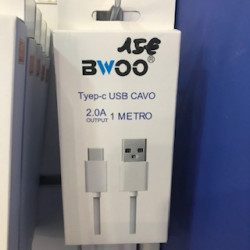 15€
BWOO®
Tyep-c USB CAVO
2.0A
OUTPUT 1 METRO